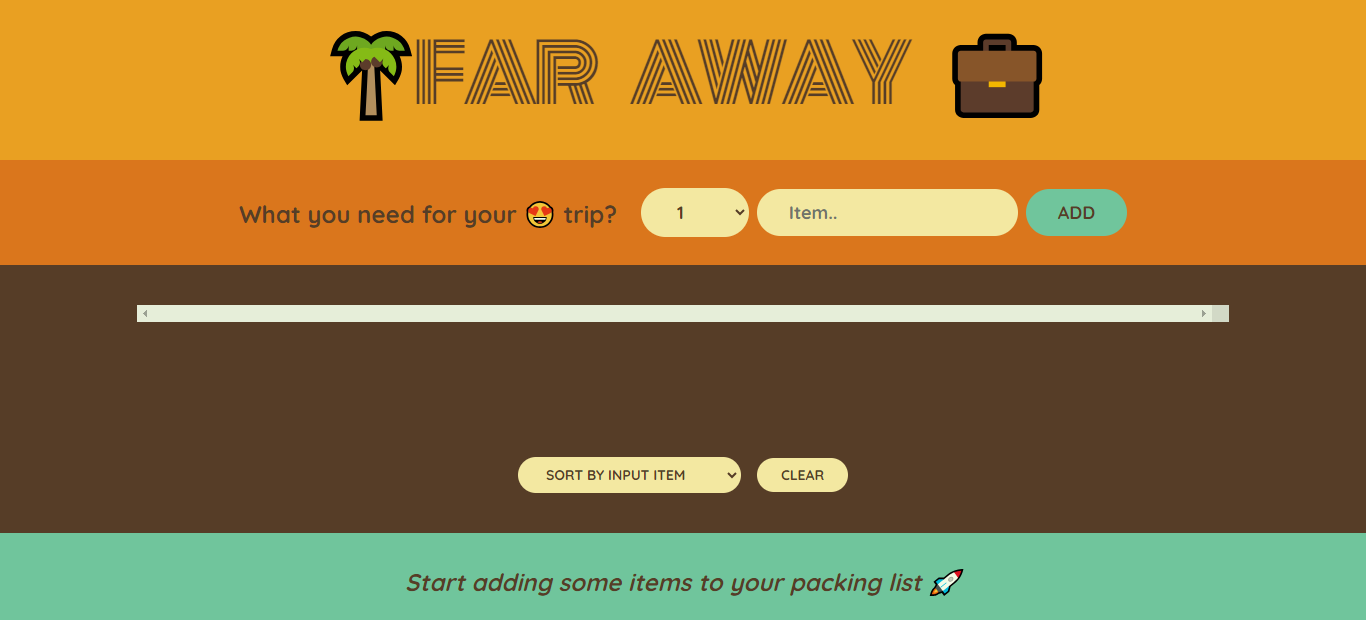 FAR AWAY
What you need for your 😍 trip? 1 Item.. ADD
SORT BY INPUT ITEM CLEAR
Start adding some items to your packing list 🚀